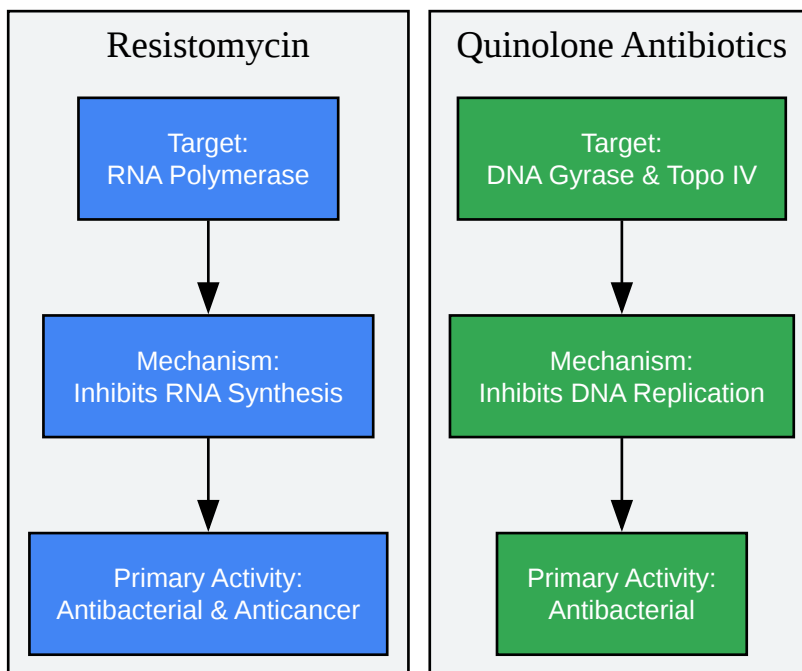 Resistomycin
Target:
RNA Polymerase
Mechanism:
Inhibits RNA Synthesis
Primary Activity:
Antibacterial & Anticancer
Quinolone Antibiotics
Target:
DNA Gyrase & Topo IV
Mechanism:
Inhibits DNA Replication
Primary Activity:
Antibacterial